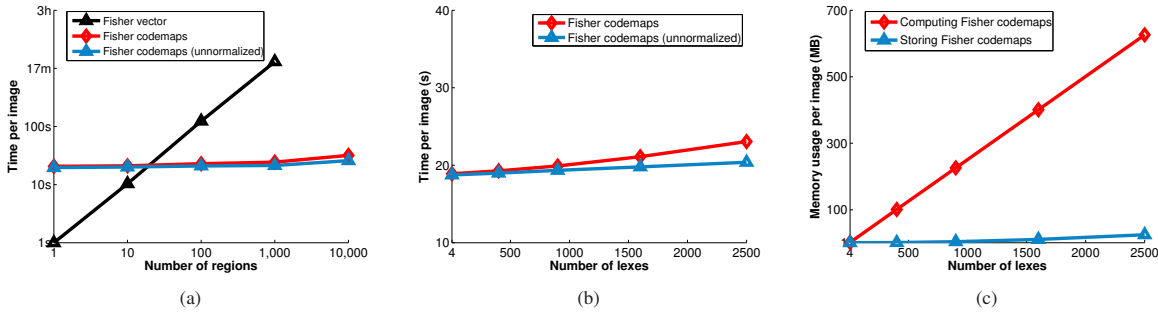 3h
17m
100s
10s
1s
1
10
100
1,000
10,000
Time per image
Number of regions
Fisher vector
Fisher codemaps
Fisher codemaps (unnormalized)
(a)
40
30
20
10
4
500
1000
1500
2000
2500
Time per image (s)
Number of lexes
Fisher codemaps
Fisher codemaps (unnormalized)
(b)
700
500
300
100
1
4
500
1000
1500
2000
2500
Memory usage per image (MB)
Number of lexes
Computing Fisher codemaps
Storing Fisher codemaps
(c)